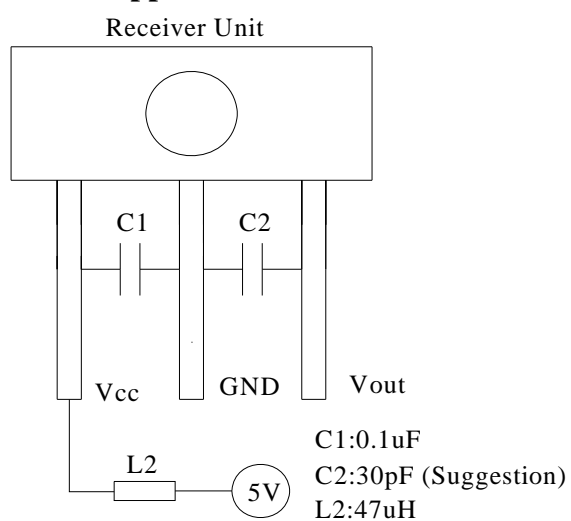 Receiver Unit
C1
C2
Vcc
GND
Vout
L2
5V
C1:0.1uF
C2:30pF (Suggestion)
L2:47uH